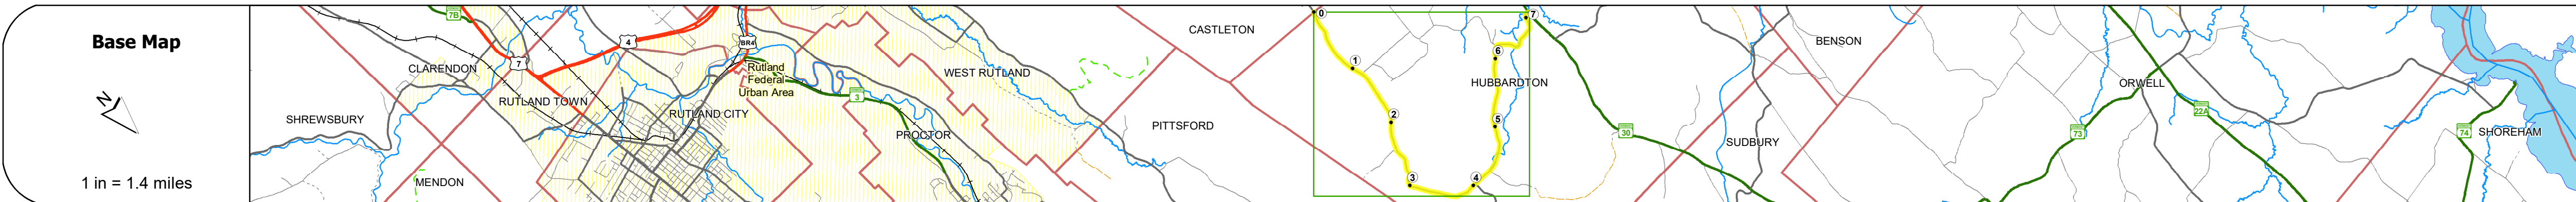 Base Map
N
1 in = 1.4 miles
7B
CLARENDON
7
4
BR4
Rutland
Federal
Urban Area
RUTLAND TOWN
RUTLAND CITY
SHREWSBURY
MENDON
3
PROCTOR
WEST RUTLAND
CASTLETON
PITTSFORD
0
1
2
3
4
5
6
7
HUBBARDTON
30
SUDBURY
BENSON
ORWELL
73
22A
74
SHOREHAM